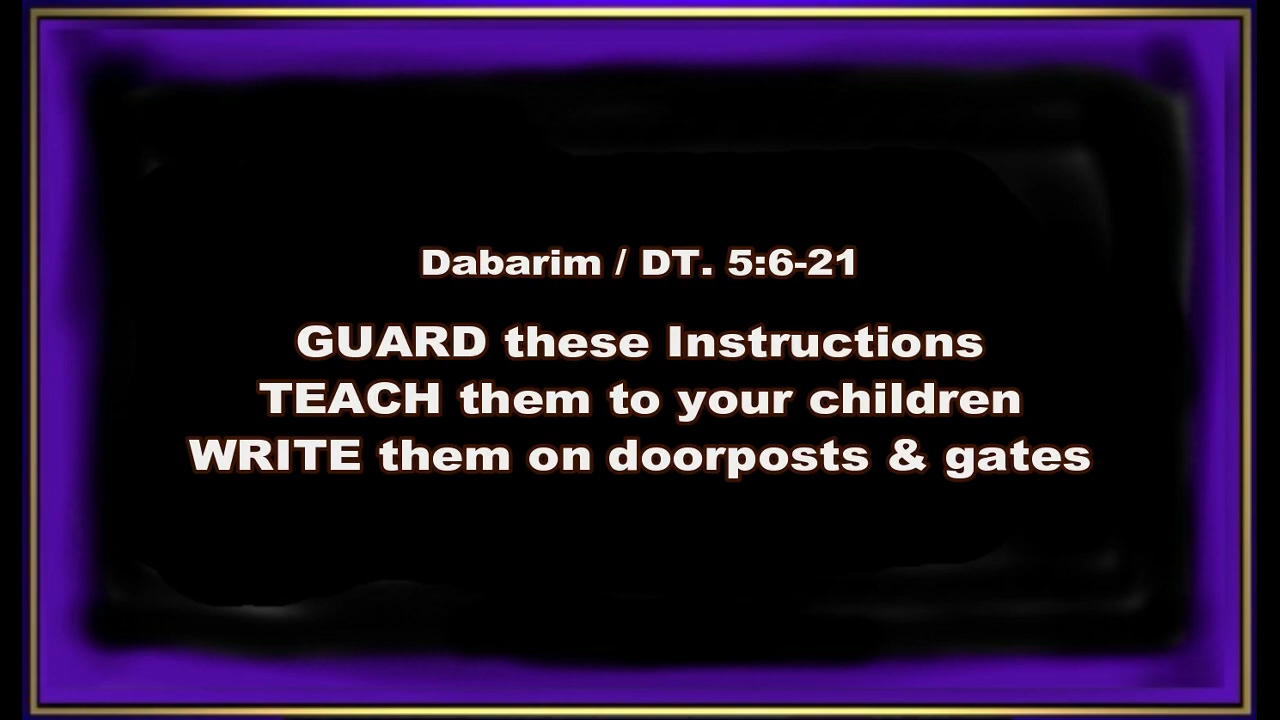 Dabarim / DT. 5:6-21
GUARD these Instructions
TEACH them to your children
WRITE them on doorposts & gates